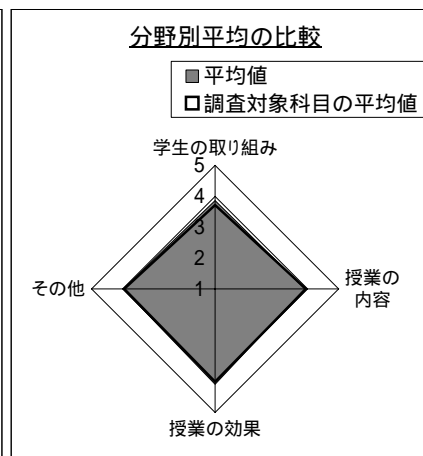 分野別平均の比較
平均値
調査対象科目の平均値
学生の取り組み
5
4
3
2
1
その他
授業の
内容
授業の効果